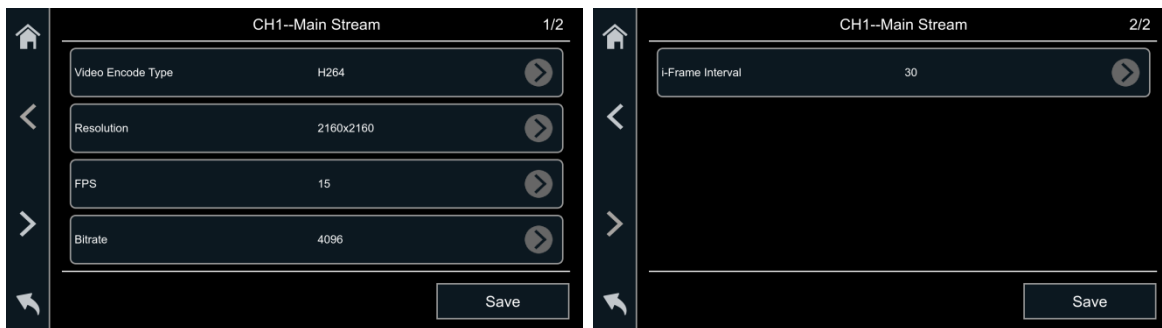 CH1--Main Stream 1/2
Video Encode Type H264
Resolution 2160x2160
FPS 15
Bitrate 4096
Save
CH1--Main Stream 2/2
i-Frame Interval 30
Save